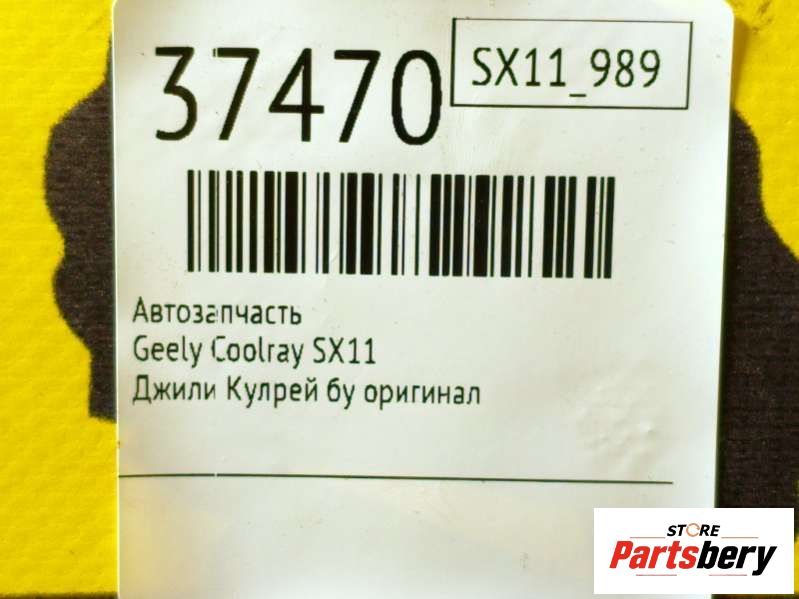 37470
SX11_989
Автозапчасть
Geely Coolray SX11
Джили Кулрей бу оригинал
STORE
Partsbery